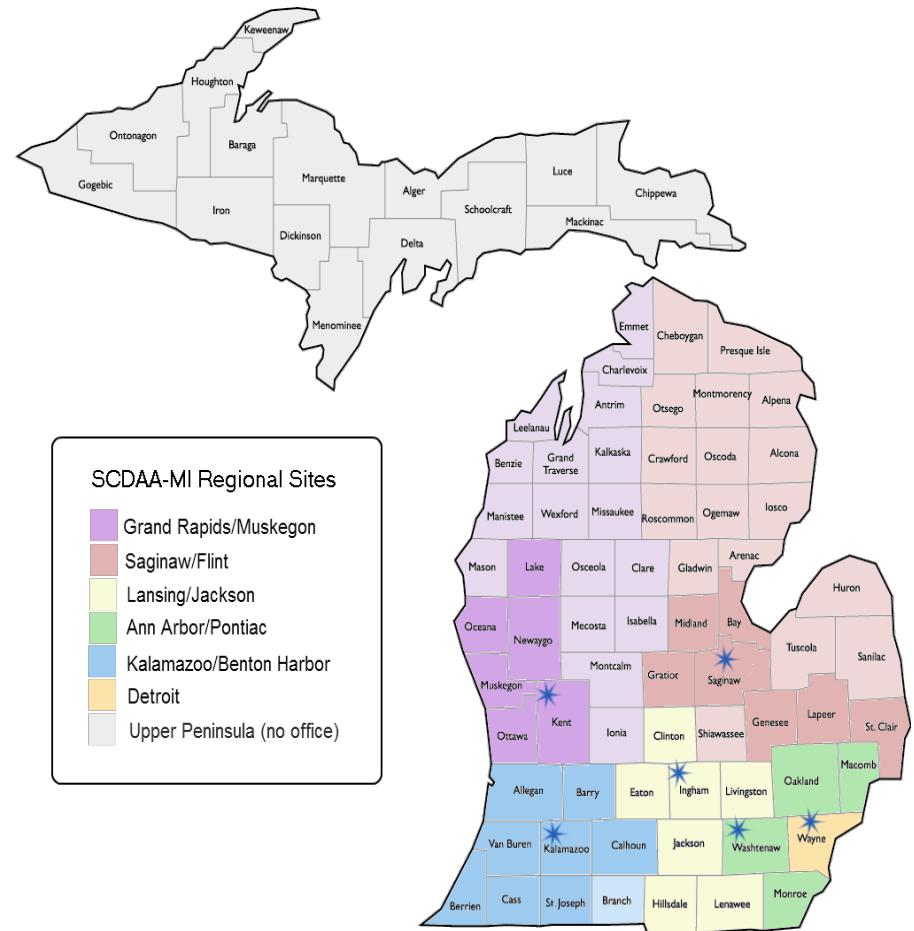 Keweenaw
Houghton
Ontonagon
Baraga
Gogebic
Iron
Marquette
Dickinson
Menominee
Alger
Delta
Schoolcraft
Luce
Chippewa
Mackinac
Emmet
Cheboygan
Presque Isle
Charlevoix
Antrim
Otsego
Montmorency
Alpena
Leelanau
Benzie
Grand
Traverse
Kalkaska
Crawford
Oscoda
Alcona
Manistee
Wexford
Missaukee
Roscommon
Ogemaw
Iosco
Mason
Lake
Osceola
Clare
Gladwin
Arenac
Huron
Oceana
Newaygo
Mecosta
Isabella
Midland
Bay
Tuscola
Sanilac
Muskegon
Montcalm
Gratiot
Saginaw
Kent
Ottawa
Ionia
Clinton
Shiawassee
Genesee
Lapeer
St. Clair
Allegan
Barry
Eaton
Ingham
Livingston
Oakland
Macomb
Van Buren
Kalamazoo
Calhoun
Jackson
Washtenaw
Wayne
Berrien
Cass
St. Joseph
Branch
Hillsdale
Lenawee
Monroe
SCDAA-MI Regional Sites
Grand Rapids/Muskegon
Saginaw/Flint
Lansing/Jackson
Ann Arbor/Pontiac
Kalamazoo/Benton Harbor
Detroit
Upper Peninsula (no office)